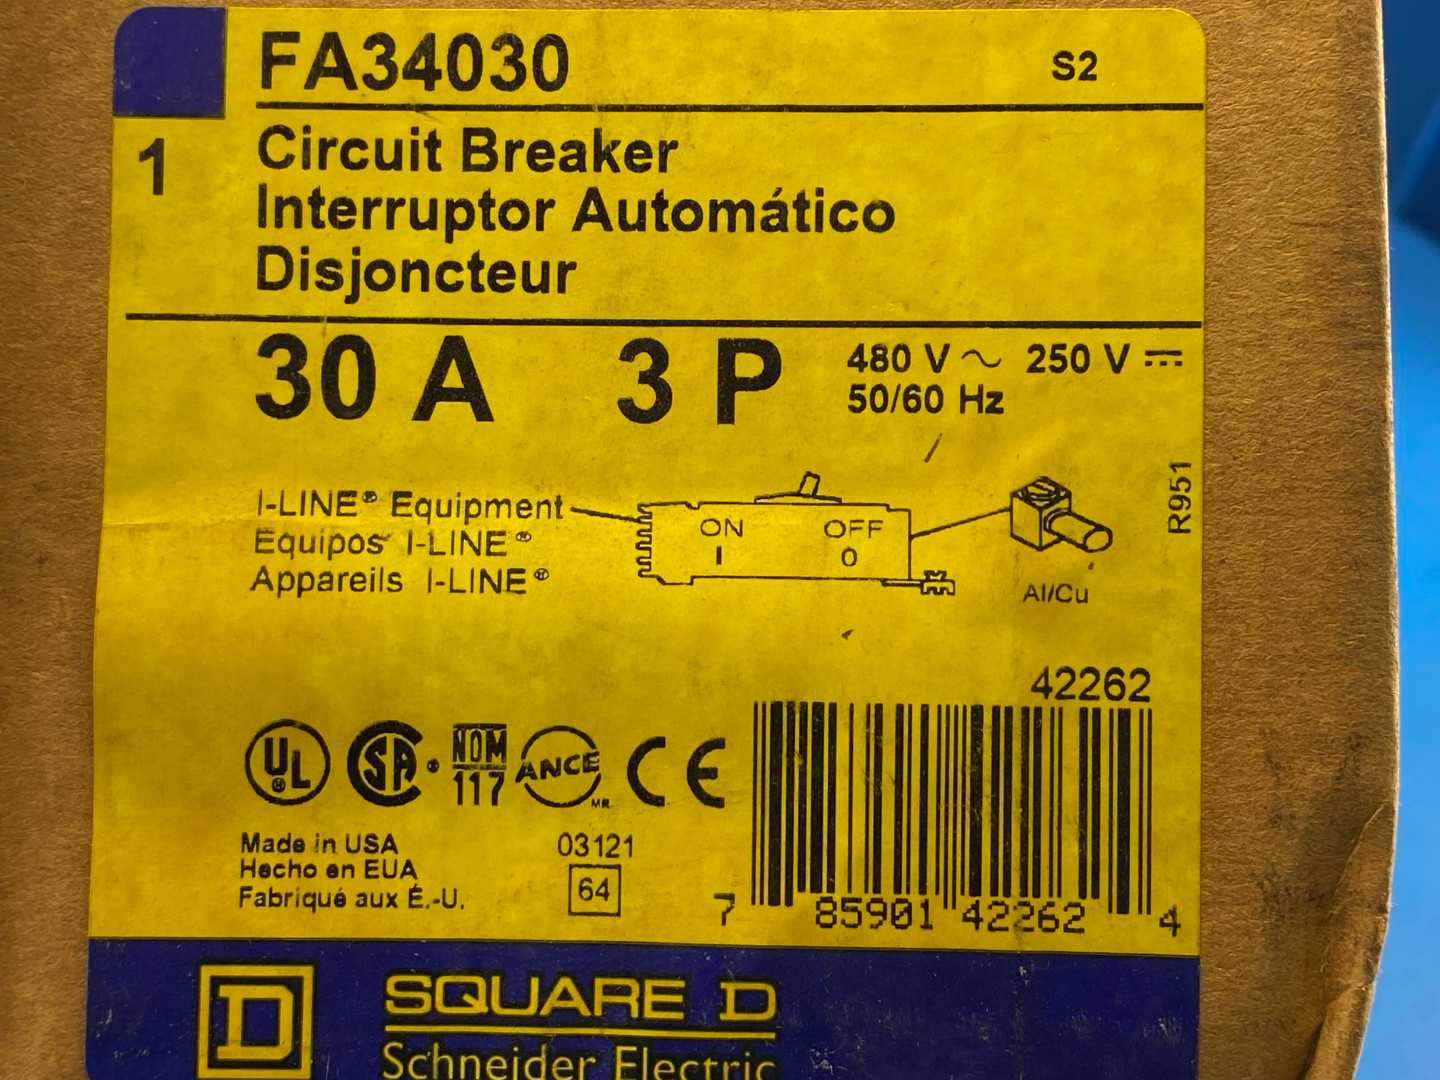 FA34030 S2
1
Circuit Breaker
Interruptor Automático
Disjoncteur
30 A 3 P 480 V ~ 250 V ⎓
50/60 Hz
I-LINE® Equipment
Equipos I-LINE®
Appareils I-LINE®
ON OFF
I 0
Al/Cu
R951
42262
UL ® SA ® NOM 117 ANCE MR CE
Made in USA
Hecho en EUA
Fabriqué aux É.-U.
03121
64
7 85901 42262 4
D SQUARE D
Schneider Electric